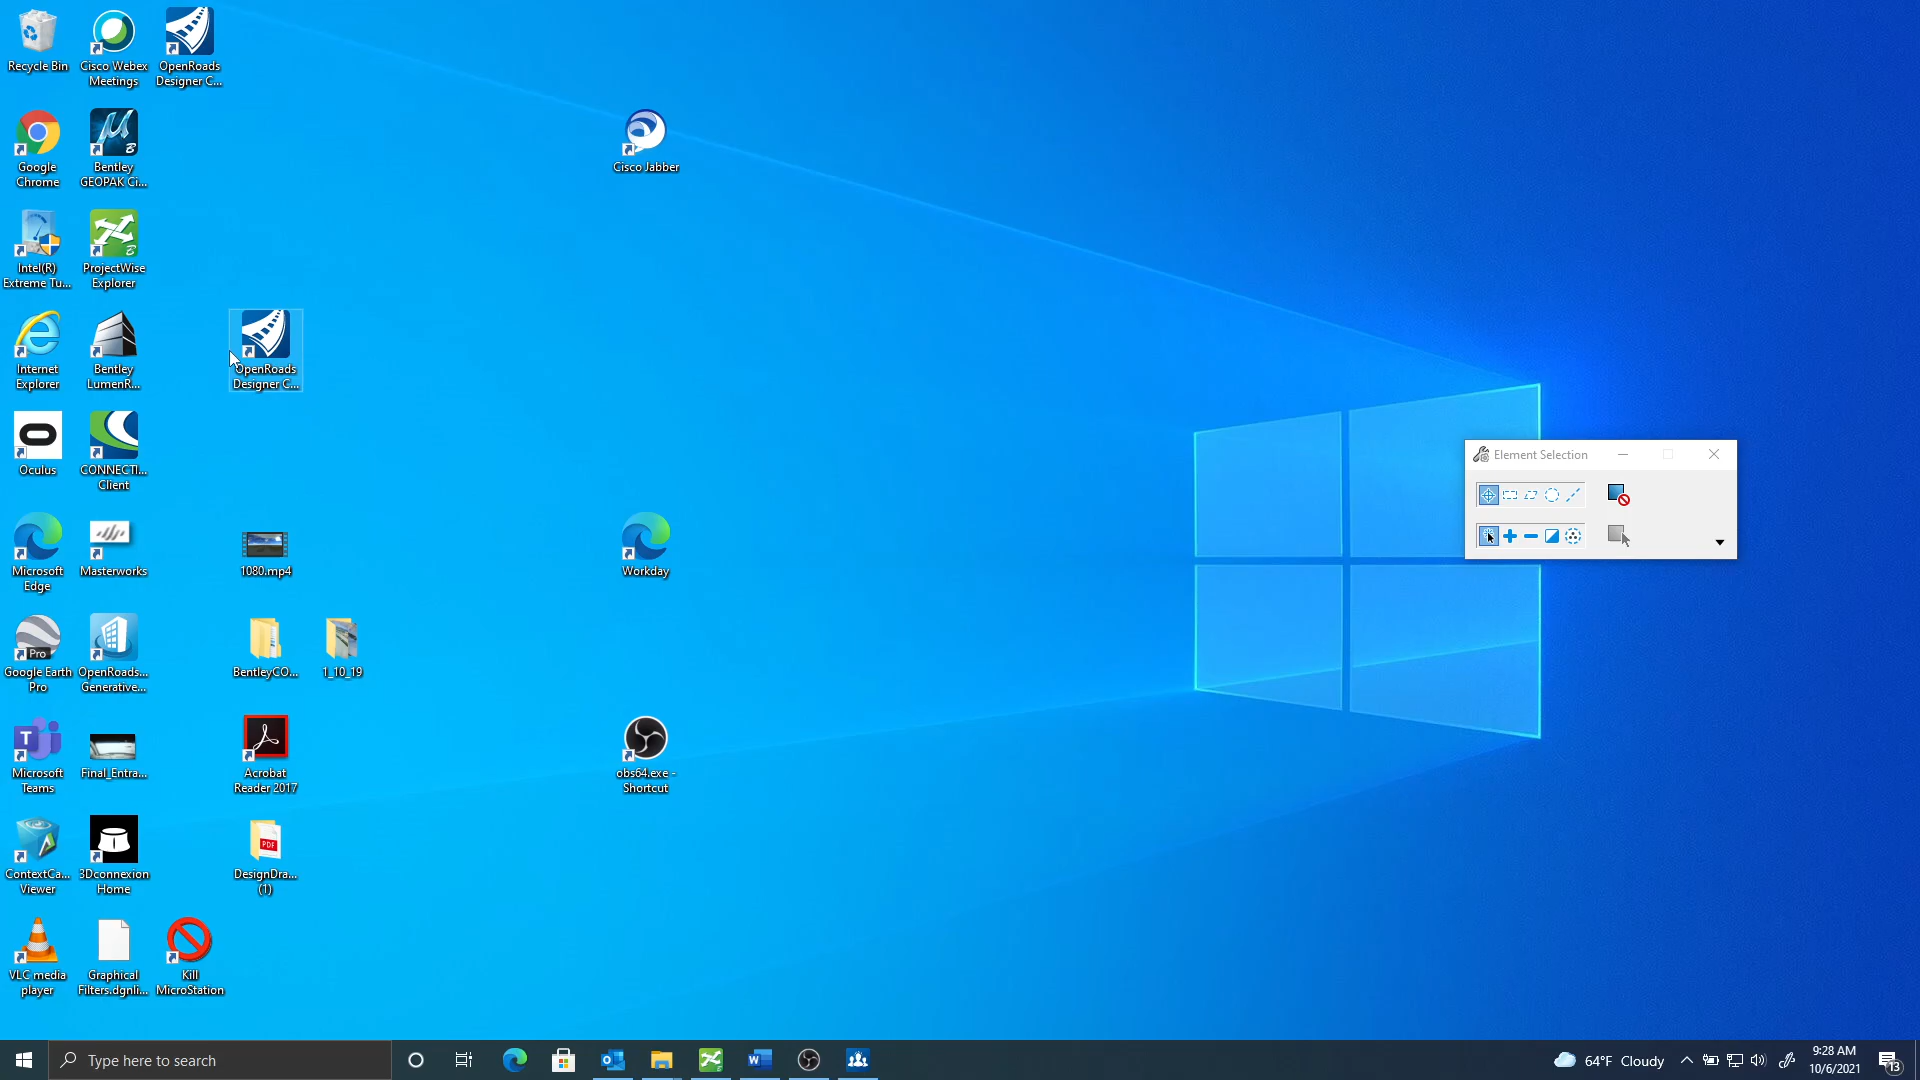 Recycle Bin
Cisco Webex
Meetings
OpenRoads
Designer C...
Google
Chrome
Bentley
GEOPAK Ci...
Cisco Jabber
Intel(R)
Extreme Tu...
ProjectWise
Explorer
Internet
Explorer
Bentley
LumenR...
OpenRoads
Designer C...
Oculus
CONNECTI...
Client
Element Selection
Microsoft
Edge
Masterworks
1080.mp4
Workday
Pro
Google Earth
Pro
OpenRoads...
Generative...
BentleyCO...
1_10_19
Microsoft
Teams
Final_Entra...
Acrobat
Reader 2017
obs64.exe -
Shortcut
ContextCa...
Viewer
3Dconnexion
Home
PDF
DesignDra...
(1)
VLC media
player
Graphical
Filters.dgnli...
Kill
MicroStation
Type here to search
64°F Cloudy
9:28 AM
10/6/2021
13